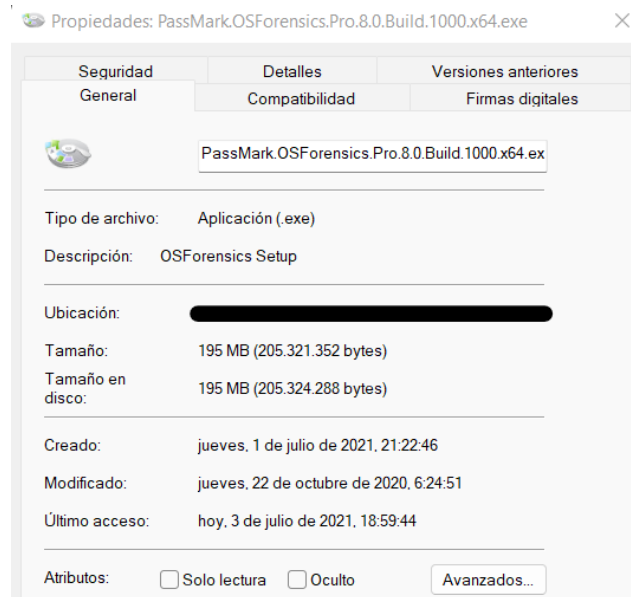 Propiedades: PassMark.OSForensics.Pro.8.0.Build.1000.x64.exe
Seguridad Detalles Versiones anteriores
General Compatibilidad Firmas digitales
PassMark.OSForensics.Pro.8.0.Build.1000.x64.ex
Tipo de archivo: Aplicación (.exe)
Descripción: OSForensics Setup
Ubicación:
Tamaño: 195 MB (205.321.352 bytes)
Tamaño en
disco: 195 MB (205.324.288 bytes)
Creado: jueves, 1 de julio de 2021, 21:22:46
Modificado: jueves, 22 de octubre de 2020, 6:24:51
Último acceso: hoy, 3 de julio de 2021, 18:59:44
Atributos: Solo lectura Oculto Avanzados...